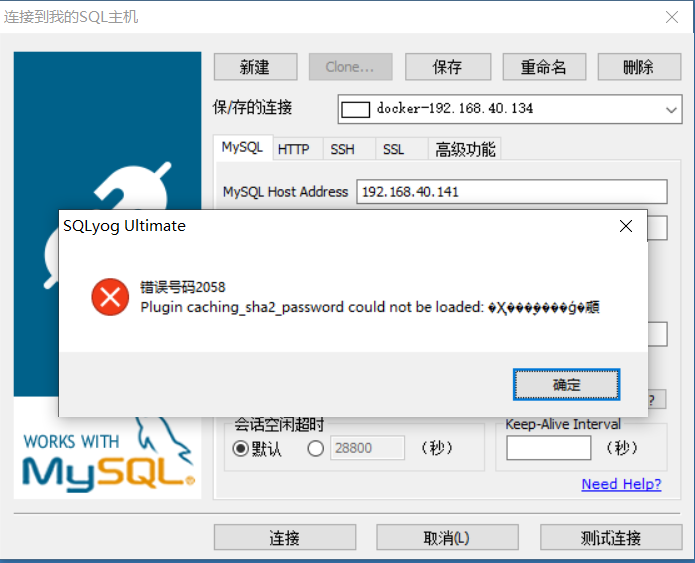 连接到我的SQL主机
新建
Clone...
保存
重命名
删除
保/存的连接
docker-192.168.40.134
MySQL
HTTP
SSH
SSL
高级功能
MySQL Host Address
192.168.40.141
SQLyog Ultimate
错误号码2058
Plugin caching_sha2_password could not be loaded: �Ҳ����ָ����ģ�顣
确定
?
会话空闲超时
默认
28800
(秒)
Keep-Alive Interval
(秒)
Need Help?
WORKS WITH
MySQL®
连接
取消(L)
测试连接